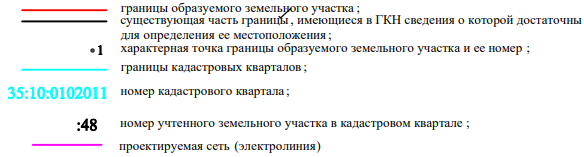 границы образуемого земельного участка ;
существующая часть границы, имеющиеся в ГКН сведения о которой достаточны
для определения ее местоположения ;
•1 характерная точка границы образуемого земельного участка и ее номер ;
границы кадастровых кварталов ;
35:10:0102011 номер кадастрового квартала ;
:48 номер учтенного земельного участка в кадастровом квартале ;
проектируемая сеть (электролиния)